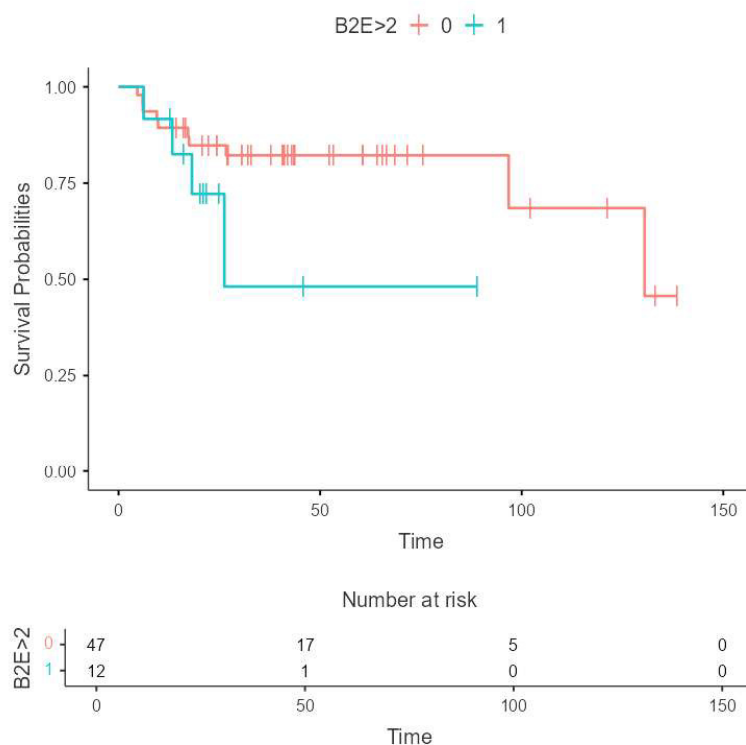 B2E>2 0 1
Survival Probabilities
1.00
0.75
0.50
0.25
0.00
0 50 100 150
Time
Number at risk
B2E>2
0 47 17 5 0
1 12 1 0 0
0 50 100 150
Time